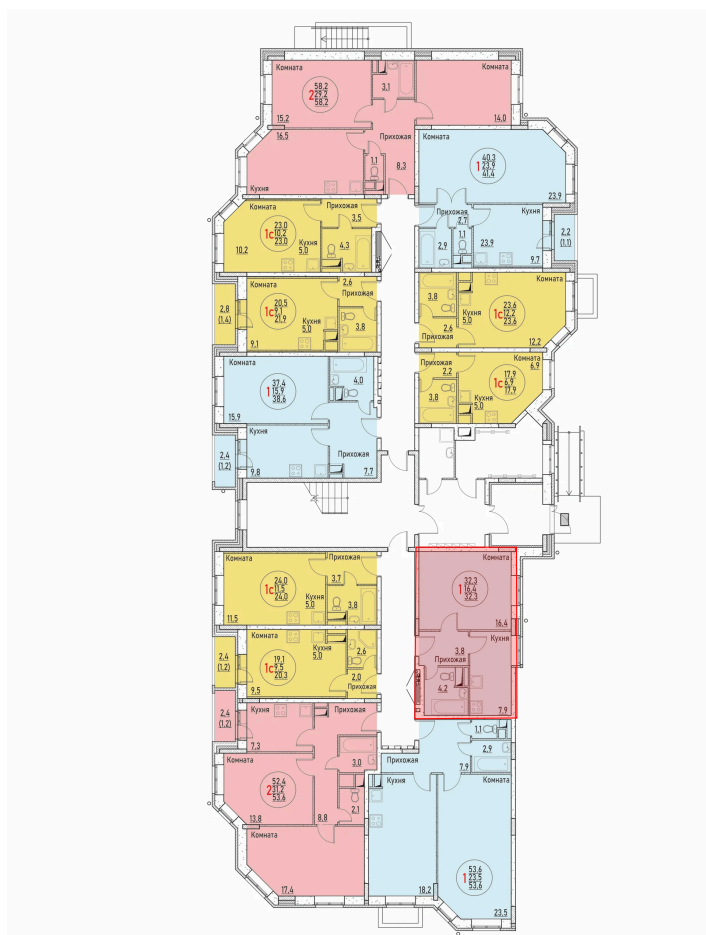 Комната
2
58.2
29.2
58.2
15.2
3.1
Комната
14.0
16.5
Кухня
1.1
Прихожая
8.3
Комната
1
40.3
23.9
41.4
23.9
Прихожая
2.7
Кухня
2.9
1.1
23.9
9.7
2.2
(1.1)
Комната
1с
23.0
10.2
23.0
10.2
Прихожая
3.5
Кухня
5.0
4.3
2.8
(1.4)
Комната
1с
20.5
9.1
21.9
9.1
2.6
Прихожая
Кухня
5.0
3.8
3.8
Комната
Кухня
5.0
1с
23.6
12.2
23.6
2.6
Прихожая
12.2
Прихожая
2.2
3.8
Комната
6.9
1с
17.9
6.9
17.9
Кухня
5.0
Комната
1
37.4
15.9
38.6
15.9
4.0
2.4
(1.2)
Кухня
9.8
Прихожая
7.7
Комната
1с
24.0
11.5
24.0
11.5
Прихожая
3.7
Кухня
5.0
3.8
Комната
1
32.3
16.4
32.3
16.4
Кухня
3.8
Прихожая
4.2
7.9
2.4
(1.2)
Комната
1с
19.1
9.5
20.3
9.5
Кухня
5.0
2.6
2.0
Прихожая
2.4
(1.2)
Кухня
7.3
Прихожая
3.0
Комната
2
52.4
31.2
53.6
13.8
8.8
2.1
Комната
17.4
1.1
2.9
Прихожая
7.9
Кухня
18.2
Комната
1
53.6
23.5
53.6
23.5